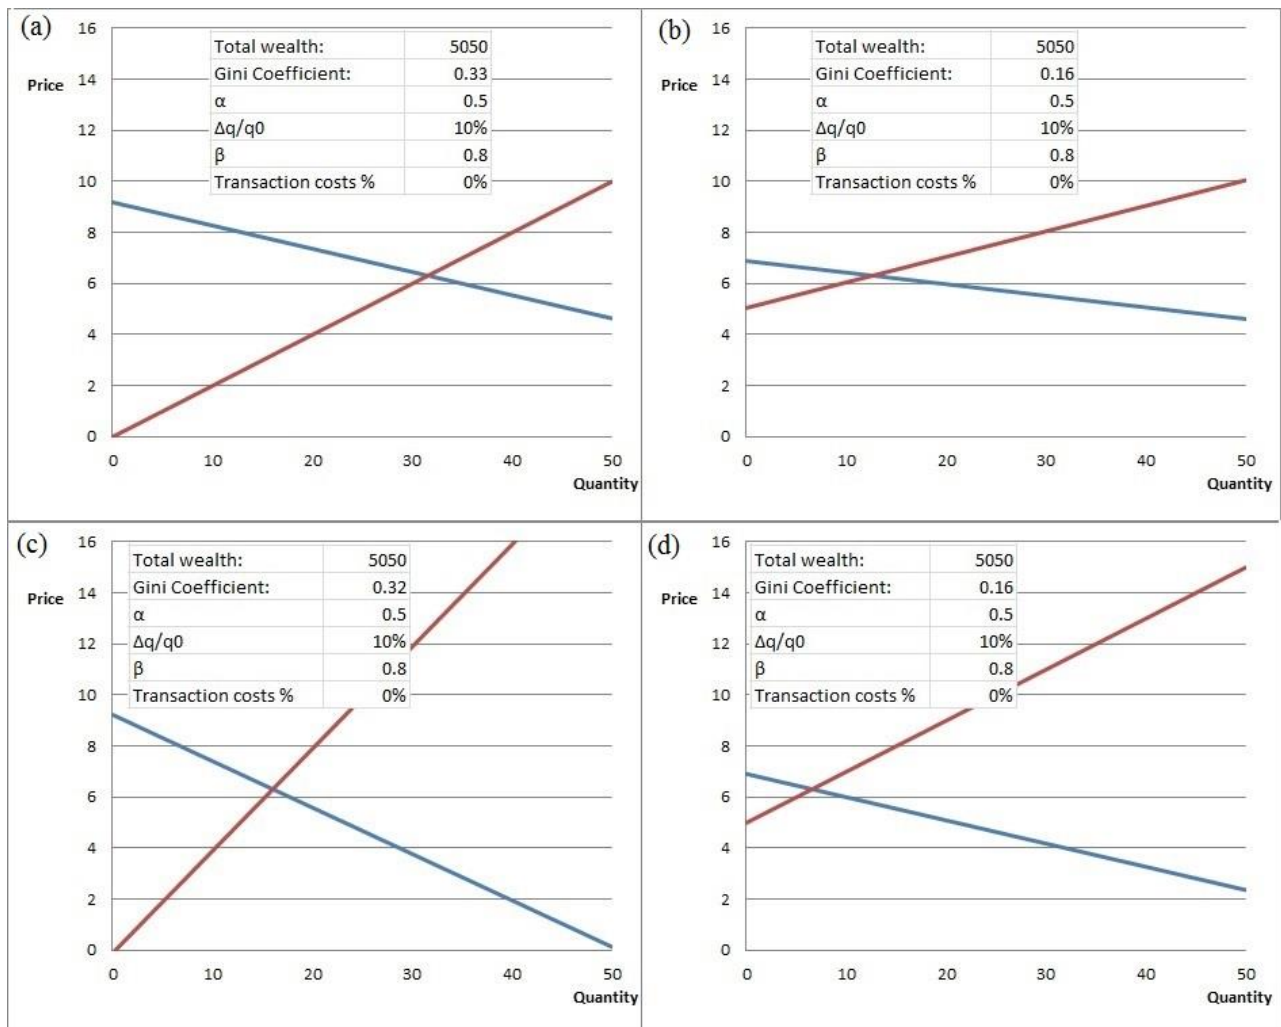 (a)
16
14
12
10
8
6
4
2
0
Price
Total wealth: 5050
Gini Coefficient: 0.33
α 0.5
Δq/q0 10%
β 0.8
Transaction costs % 0%
0 10 20 30 40 50
Quantity
(b)
16
14
12
10
8
6
4
2
0
Price
Total wealth: 5050
Gini Coefficient: 0.16
α 0.5
Δq/q0 10%
β 0.8
Transaction costs % 0%
0 10 20 30 40 50
Quantity
(c)
16
14
12
10
8
6
4
2
0
Price
Total wealth: 5050
Gini Coefficient: 0.32
α 0.5
Δq/q0 10%
β 0.8
Transaction costs % 0%
0 10 20 30 40 50
Quantity
(d)
16
14
12
10
8
6
4
2
0
Price
Total wealth: 5050
Gini Coefficient: 0.16
α 0.5
Δq/q0 10%
β 0.8
Transaction costs % 0%
0 10 20 30 40 50
Quantity